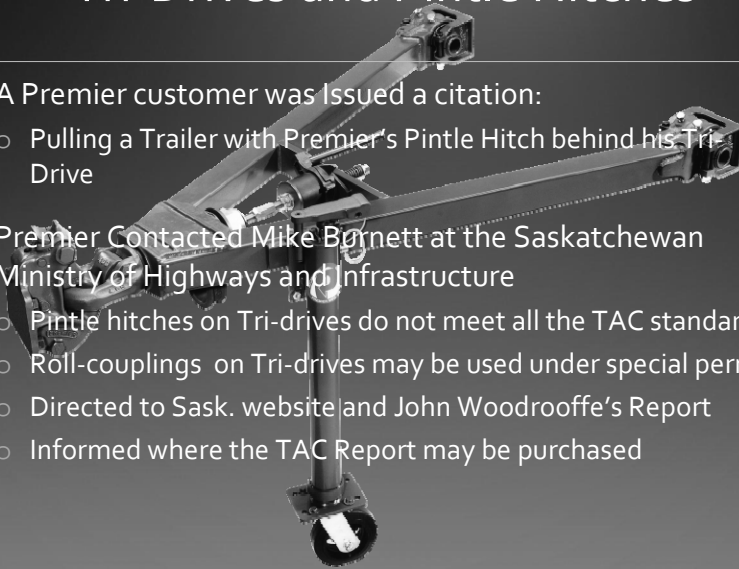 and Pintle Hitches
A Premier customer was Issued a citation:
Pulling a Trailer with Premier's Pintle Hitch behind his Tri-
Drive
Premier Contacted Mike Burnett at the Saskatchewan
Ministry of Highways and Infrastructure
Pintle hitches on Tri-drives do not meet all the TAC
Roll-couplings on Tri-drives may be used under special
Directed to Sask. website and John Woodrooffe's Report
Informed where the TAC Report may be purchased